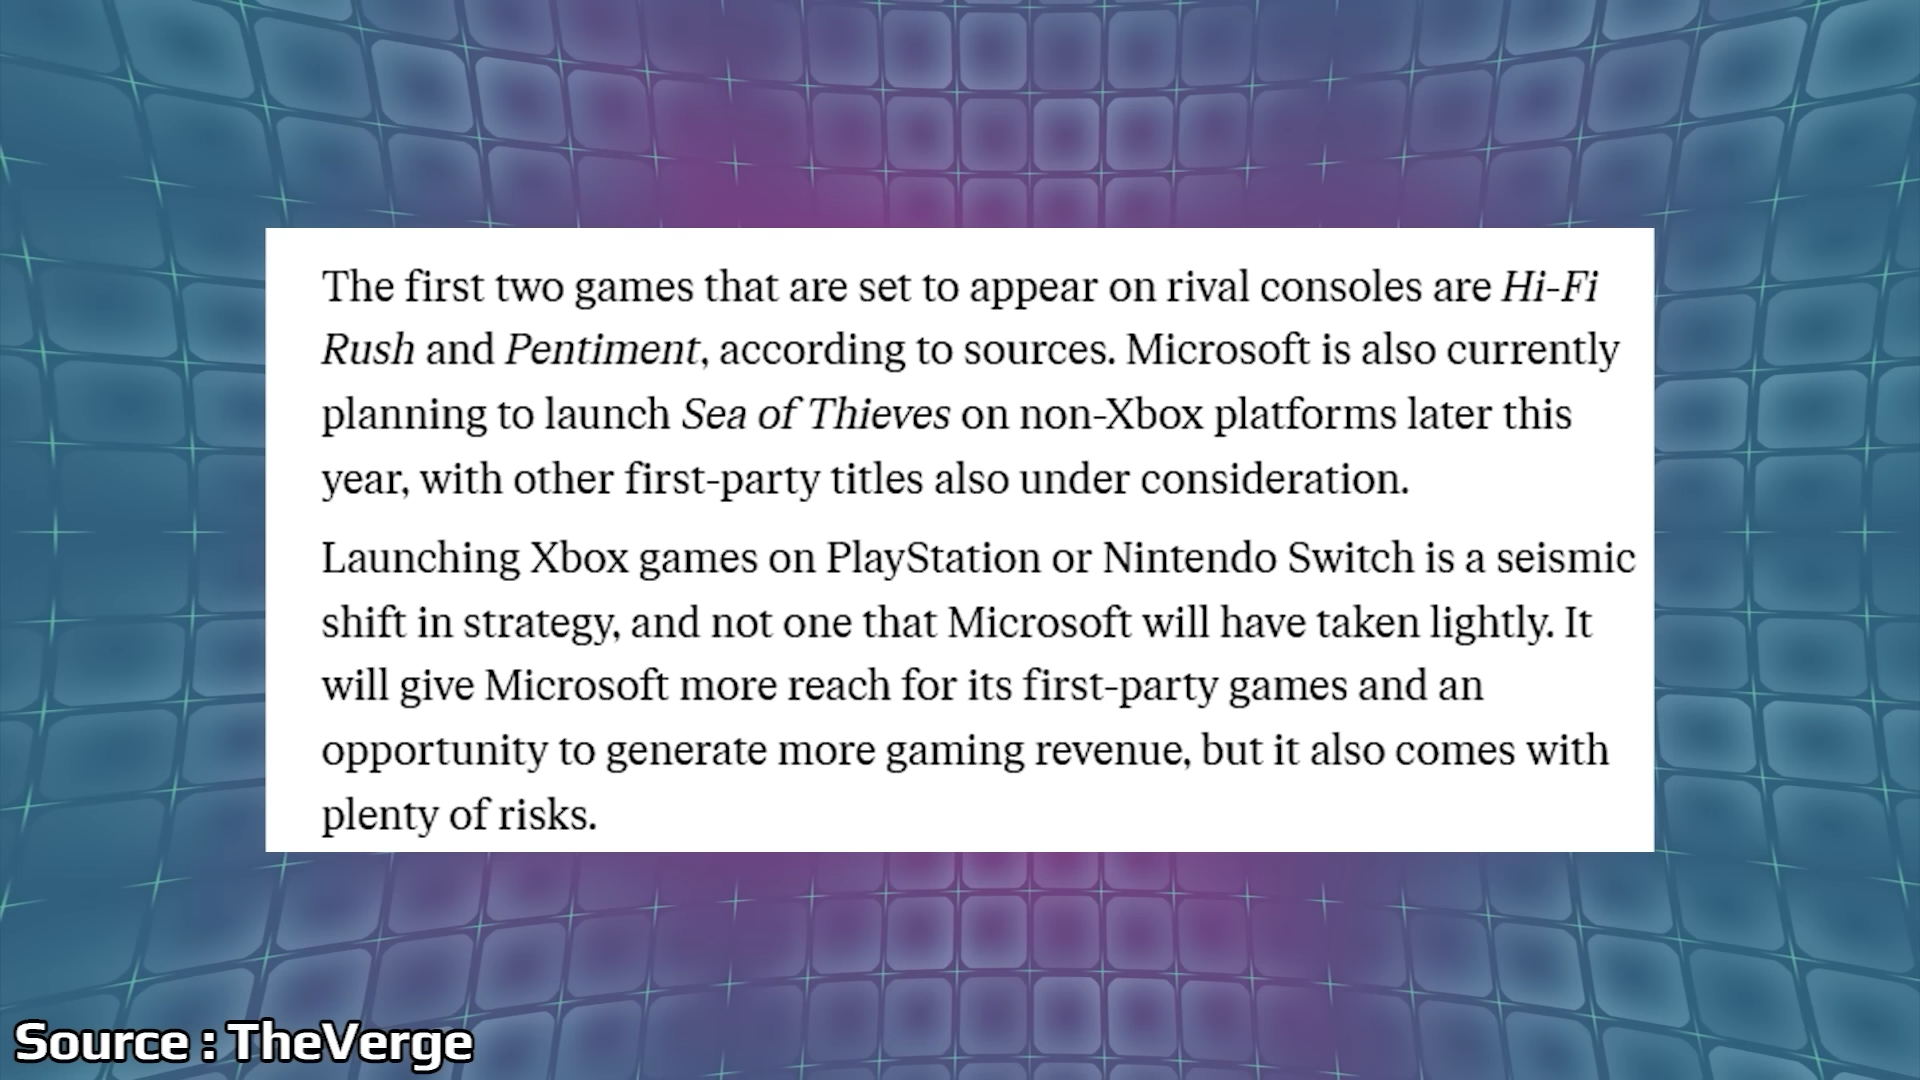 The first two games that are set to appear on rival consoles are Hi-Fi
Rush and Pentiment, according to sources. Microsoft is also currently
planning to launch Sea of Thieves on non-Xbox platforms later this
year, with other first-party titles also under consideration.
Launching Xbox games on PlayStation or Nintendo Switch is a seismic
shift in strategy, and not one that Microsoft will have taken lightly. It
will give Microsoft more reach for its first-party games and an
opportunity to generate more gaming revenue, but it also comes with
plenty of risks.
Source : TheVerge